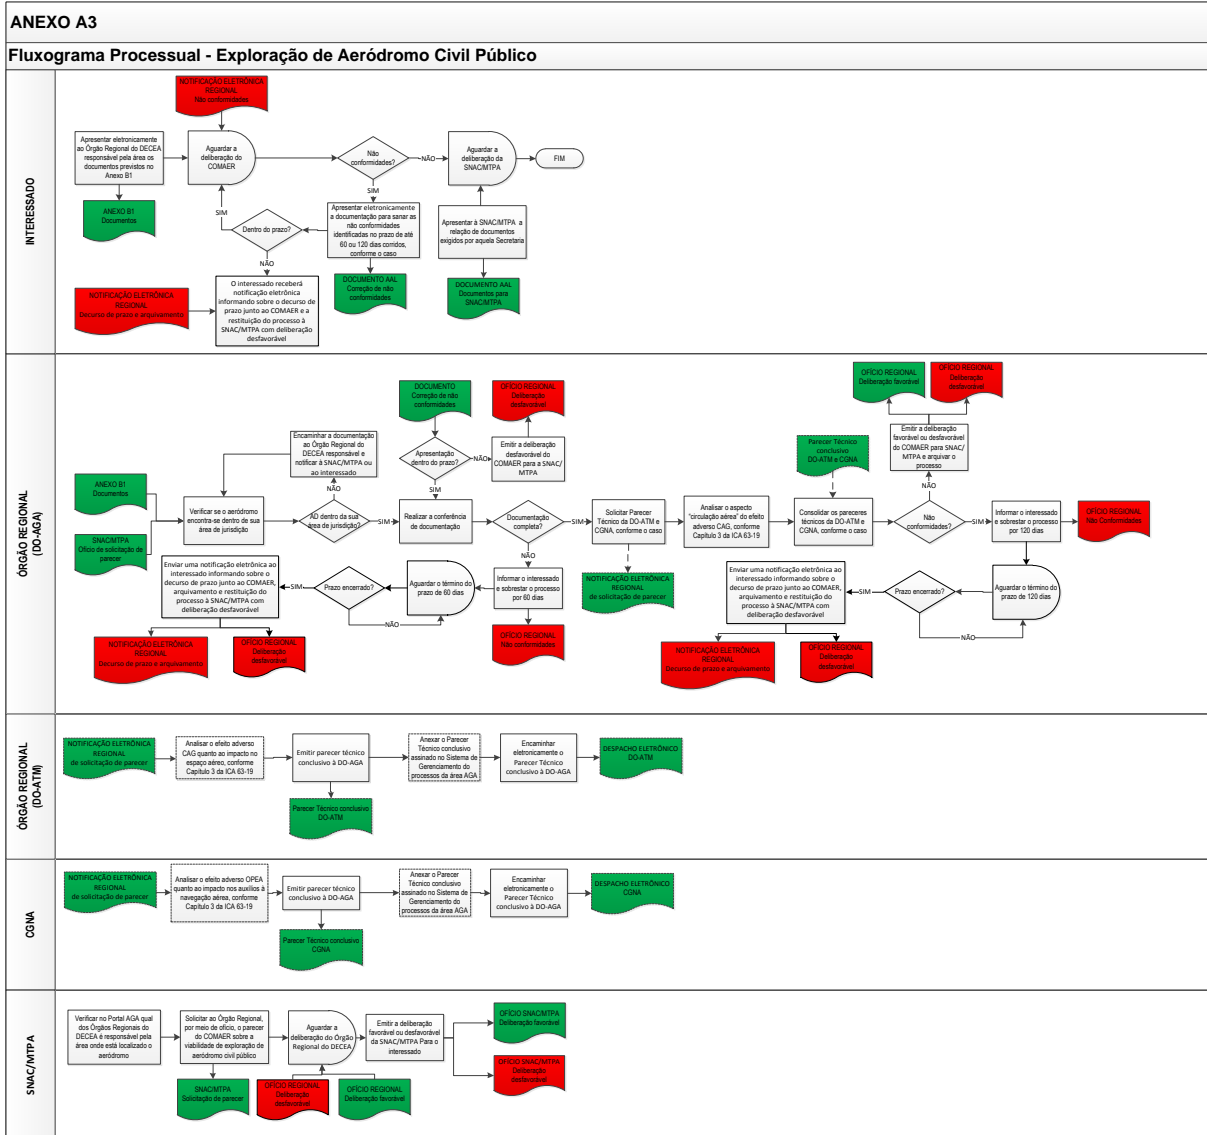 ANEXO A3
Fluxograma Processual - Exploração de Aeródromo Civil Público
INTERESSADO
NOTIFICAÇÃO ELETRÔNICA
REGIONAL
Não conformidades
Apresentar eletronicamente
ao Órgão Regional do DECEA
responsável pela área os
documentos previstos no
Anexo B1
Aguardar a
deliberação do
COMAER
Não
conformidades?
NÃO
Aguardar a
deliberação da
SNAC/MTPA
FIM
SIM
ANEXO B1
Documentos
SIM
Dentro do prazo?
Apresentar eletronicamente
a documentação para sanar as
não conformidades
identificadas no prazo de até
60 ou 120 dias corridos,
conforme o caso
Apresentar à SNAC/MTPA a
relação de documentos
exigidos por aquela Secretaria
NÃO
NOTIFICAÇÃO ELETRÔNICA
REGIONAL
Decurso de prazo e arquivamento
O interessado receberá
notificação eletrônica
informando sobre o decurso de
prazo junto ao COMAER e a
restituição do processo à
SNAC/MTPA com deliberação
desfavorável
DOCUMENTO AAL
Correção de não
conformidades
DOCUMENTO AAL
Documentos para
SNAC/MTPA
ÓRGÃO REGIONAL
(DO-AGA)
DOCUMENTO
Correção de não
conformidades
OFÍCIO REGIONAL
Deliberação
desfavorável
OFÍCIO REGIONAL
Deliberação favorável
OFÍCIO REGIONAL
Deliberação
desfavorável
Encaminhar a documentação
ao Órgão Regional do
DECEA responsável e
notificar à SNAC/MTPA ou
ao interessado
Apresentação
dentro do prazo?
NÃO
Emitir a deliberação
desfavorável do
COMAER para a SNAC/
MTPA
Parecer Técnico
conclusivo
DO-ATM e CGNA
Emitir a deliberação
favorável ou desfavorável
do COMAER para SNAC/
MTPA e arquivar o
processo
NÃO
SIM
NÃO
ANEXO B1
Documentos
SNAC/MTPA
Ofício de solicitação de
parecer
Verificar se o aeródromo
encontra-se dentro de sua
área de jurisdição
AD dentro da sua
área de jurisdição?
SIM
Realizar a conferência
de documentação
Documentação
completa?
SIM
Solicitar Parecer
Técnico da DO-ATM e
CGNA, conforme o caso
Analisar o aspecto
"circulação aérea" do efeito
adverso CAG, conforme
Capítulo 3 da ICA 63-19
Consolidar os pareceres
técnicos da DO-ATM e
CGNA, conforme o caso
Não
conformidades?
SIM
Informar o interessado
e sobrestar o processo
por 120 dias
OFÍCIO REGIONAL
Não Conformidades
NÃO
Enviar uma notificação eletrônica ao
interessado informando sobre o
decurso de prazo junto ao COMAER,
arquivamento e restituição do
processo à SNAC/MTPA com
deliberação desfavorável
SIM
Prazo encerrado?
Aguardar o término do
prazo de 60 dias
Informar o interessado
e sobrestar o processo
por 60 dias
NÃO
NOTIFICAÇÃO ELETRÔNICA
REGIONAL
de solicitação de parecer
Enviar uma notificação eletrônica ao
interessado informando sobre o
decurso de prazo junto ao COMAER,
arquivamento e restituição do
processo à SNAC/MTPA com
deliberação desfavorável
SIM
Prazo encerrado?
Aguardar o término do
prazo de 120 dias
NÃO
NOTIFICAÇÃO ELETRÔNICA
REGIONAL
Decurso de prazo e arquivamento
OFÍCIO REGIONAL
Deliberação
desfavorável
OFÍCIO REGIONAL
Não conformidades
NOTIFICAÇÃO ELETRÔNICA
REGIONAL
Decurso de prazo e arquivamento
OFÍCIO REGIONAL
Deliberação
desfavorável
ÓRGÃO REGIONAL
(DO-ATM)
NOTIFICAÇÃO ELETRÔNICA
REGIONAL
de solicitação de parecer
Analisar o efeito adverso
CAG quanto ao impacto no
espaço aéreo, conforme
Capítulo 3 da ICA 63-19
Emitir parecer técnico
conclusivo à DO-AGA
Anexar o Parecer
Técnico conclusivo
assinado no Sistema de
Gerenciamento do
processos da área AGA
Encaminhar
eletronicamente o
Parecer Técnico
conclusivo à DO-AGA
DESPACHO ELETRÔNICO
DO-ATM
Parecer Técnico conclusivo
DO-ATM
CGNA
NOTIFICAÇÃO ELETRÔNICA
REGIONAL
de solicitação de parecer
Analisar o efeito adverso OPEA
quanto ao impacto nos auxílios à
navegação aérea, conforme
Capítulo 3 da ICA 63-19
Emitir parecer técnico
conclusivo à DO-AGA
Anexar o Parecer
Técnico conclusivo
assinado no Sistema de
Gerenciamento do
processos da área AGA
Encaminhar
eletronicamente o
Parecer Técnico
conclusivo à DO-AGA
DESPACHO ELETRÔNICO
CGNA
Parecer Técnico conclusivo
CGNA
SNAC/MTPA
Verificar no Portal AGA qual
dos Órgãos Regionais do
DECEA é responsável pela
área onde está localizado o
aeródromo
Solicitar ao Órgão Regional,
por meio de ofício, o parecer
do COMAER sobre a
viabilidade de exploração de
aeródromo civil público
Aguardar a
deliberação do Órgão
Regional do DECEA
Emitir a deliberação
favorável ou desfavorável
da SNAC/MTPA Para o
interessado
OFÍCIO SNAC/MTPA
Deliberação favorável
OFÍCIO SNAC/MTPA
Deliberação
desfavorável
SNAC/MTPA
Solicitação de parecer
OFÍCIO REGIONAL
Deliberação
desfavorável
OFÍCIO REGIONAL
Deliberação favorável